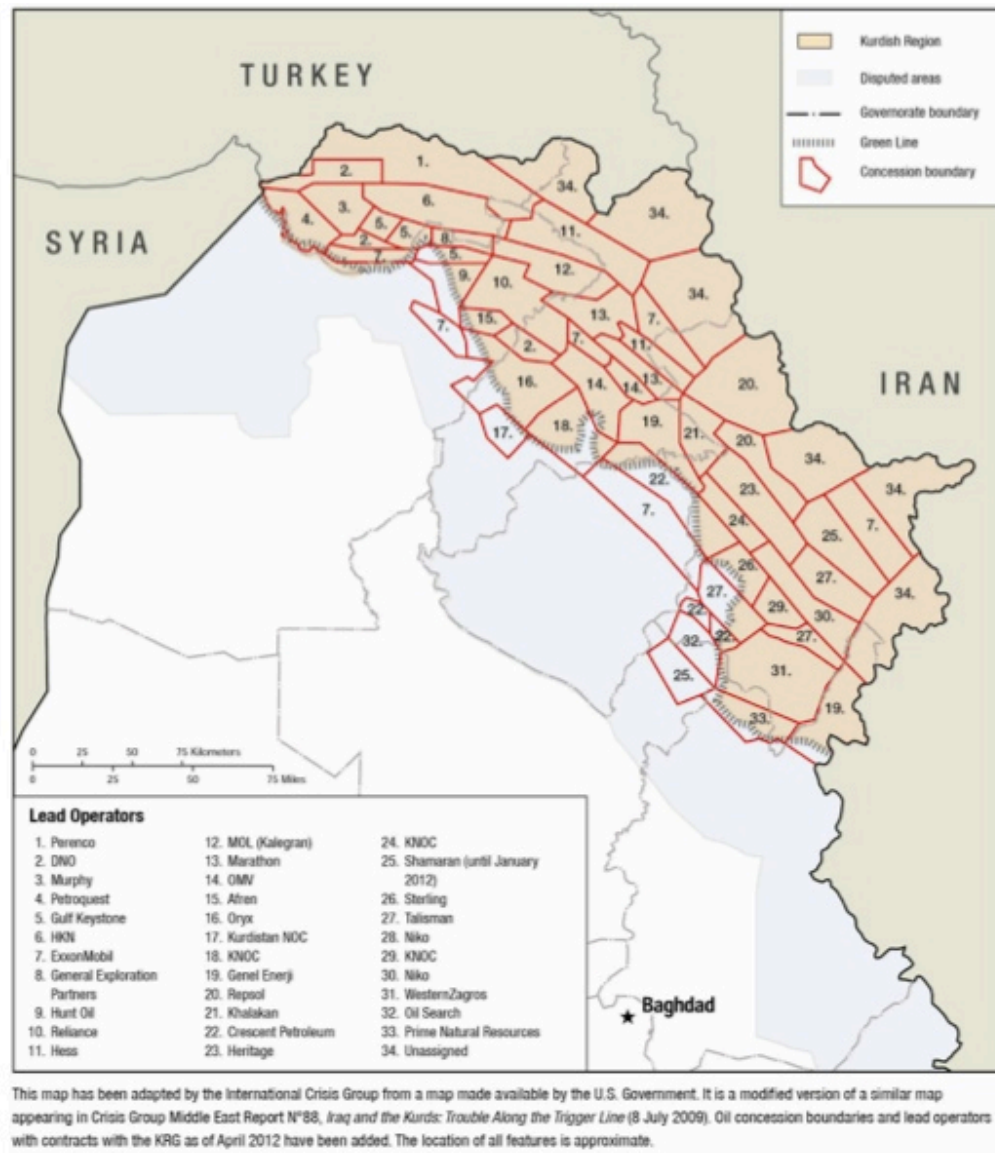 TURKEY
SYRIA
IRAN
Kurdish Region
Disputed areas
Governorate boundary
Green Line
Concession boundary
1.
2.
34.
3.
6.
34.
4.
5.
5.
11.
2.
8.
7.
5.
12.
9.
10.
34.
7.
15.
13.
7.
7.
11.
2.
16.
14.
14.
13.
20.
17.
18.
19.
21.
20.
34.
22.
23.
34.
7.
24.
25.
7.
26.
27.
27.
34.
22.
29.
30.
32.
22.
27.
25.
31.
33.
19.
0 25 50 75 Kilometers
0 25 50 75 Miles
Baghdad
Lead Operators
1. Perenco
2. DNO
3. Murphy
4. Petroquest
5. Gulf Keystone
6. HKN
7. ExxonMobil
8. General Exploration
Partners
9. Hunt Oil
10. Reliance
11. Hess
12. MOL (Kalegran)
13. Marathon
14. OMV
15. Afren
16. Oryx
17. Kurdistan NOC
18. KNOC
19. Genel Enerji
20. Repsol
21. Khalakan
22. Crescent Petroleum
23. Heritage
24. KNOC
25. Shamaran (until January
2012)
26. Sterling
27. Talisman
28. Niko
29. KNOC
30. Niko
31. WesternZagros
32. Oil Search
33. Prime Natural Resources
34. Unassigned
This map has been adapted by the International Crisis Group from a map made available by the U.S. Government. It is a modified version of a similar map
appearing in Crisis Group Middle East Report N°88, Iraq and the Kurds: Trouble Along the Trigger Line (8 July 2009). Oil concession boundaries and lead operators
with contracts with the KRG as of April 2012 have been added. The location of all features is approximate.